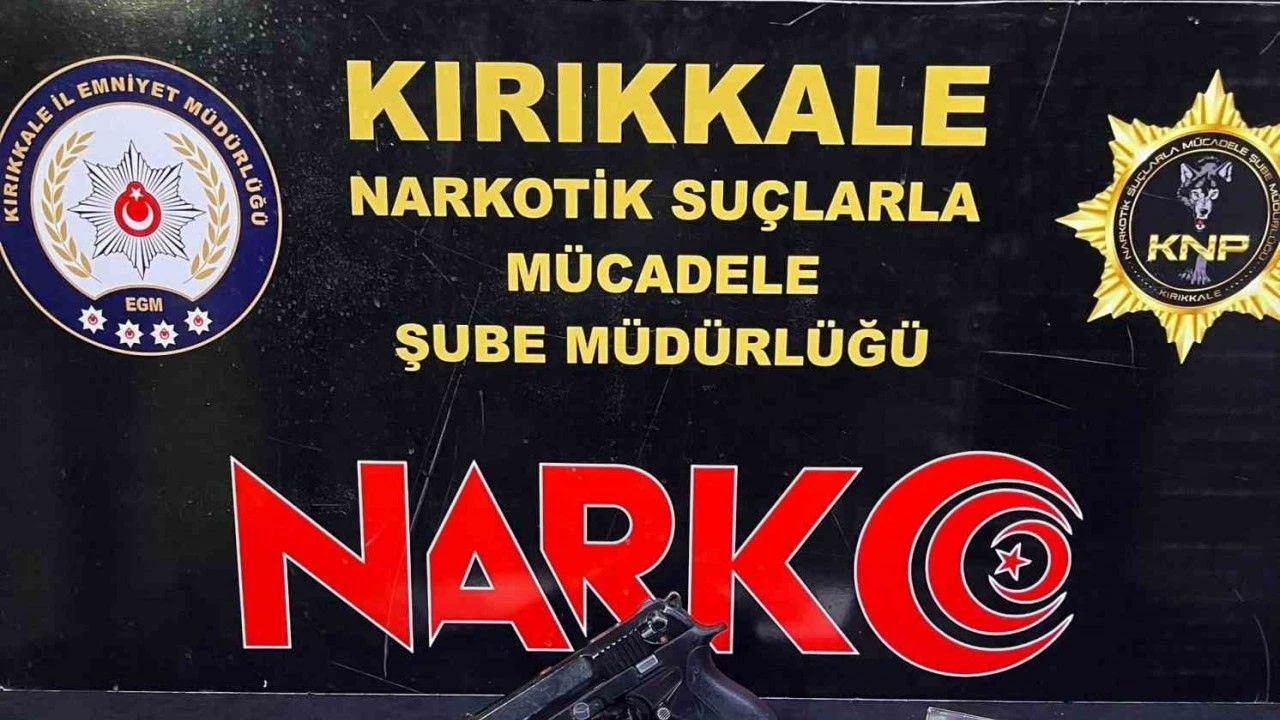 KIRIKKALE İL EMNİYET MÜDÜRLÜĞÜ
EGM
KIRIKKALE
NARKOTİK SUÇLARLA
MÜCADELE
ŞUBE MÜDÜRLÜĞÜ
NARKOTİK SUÇLARLA MÜCADELE ŞUBE MÜDÜRLÜĞÜ
KNP
KIRIKKALE
NARKO